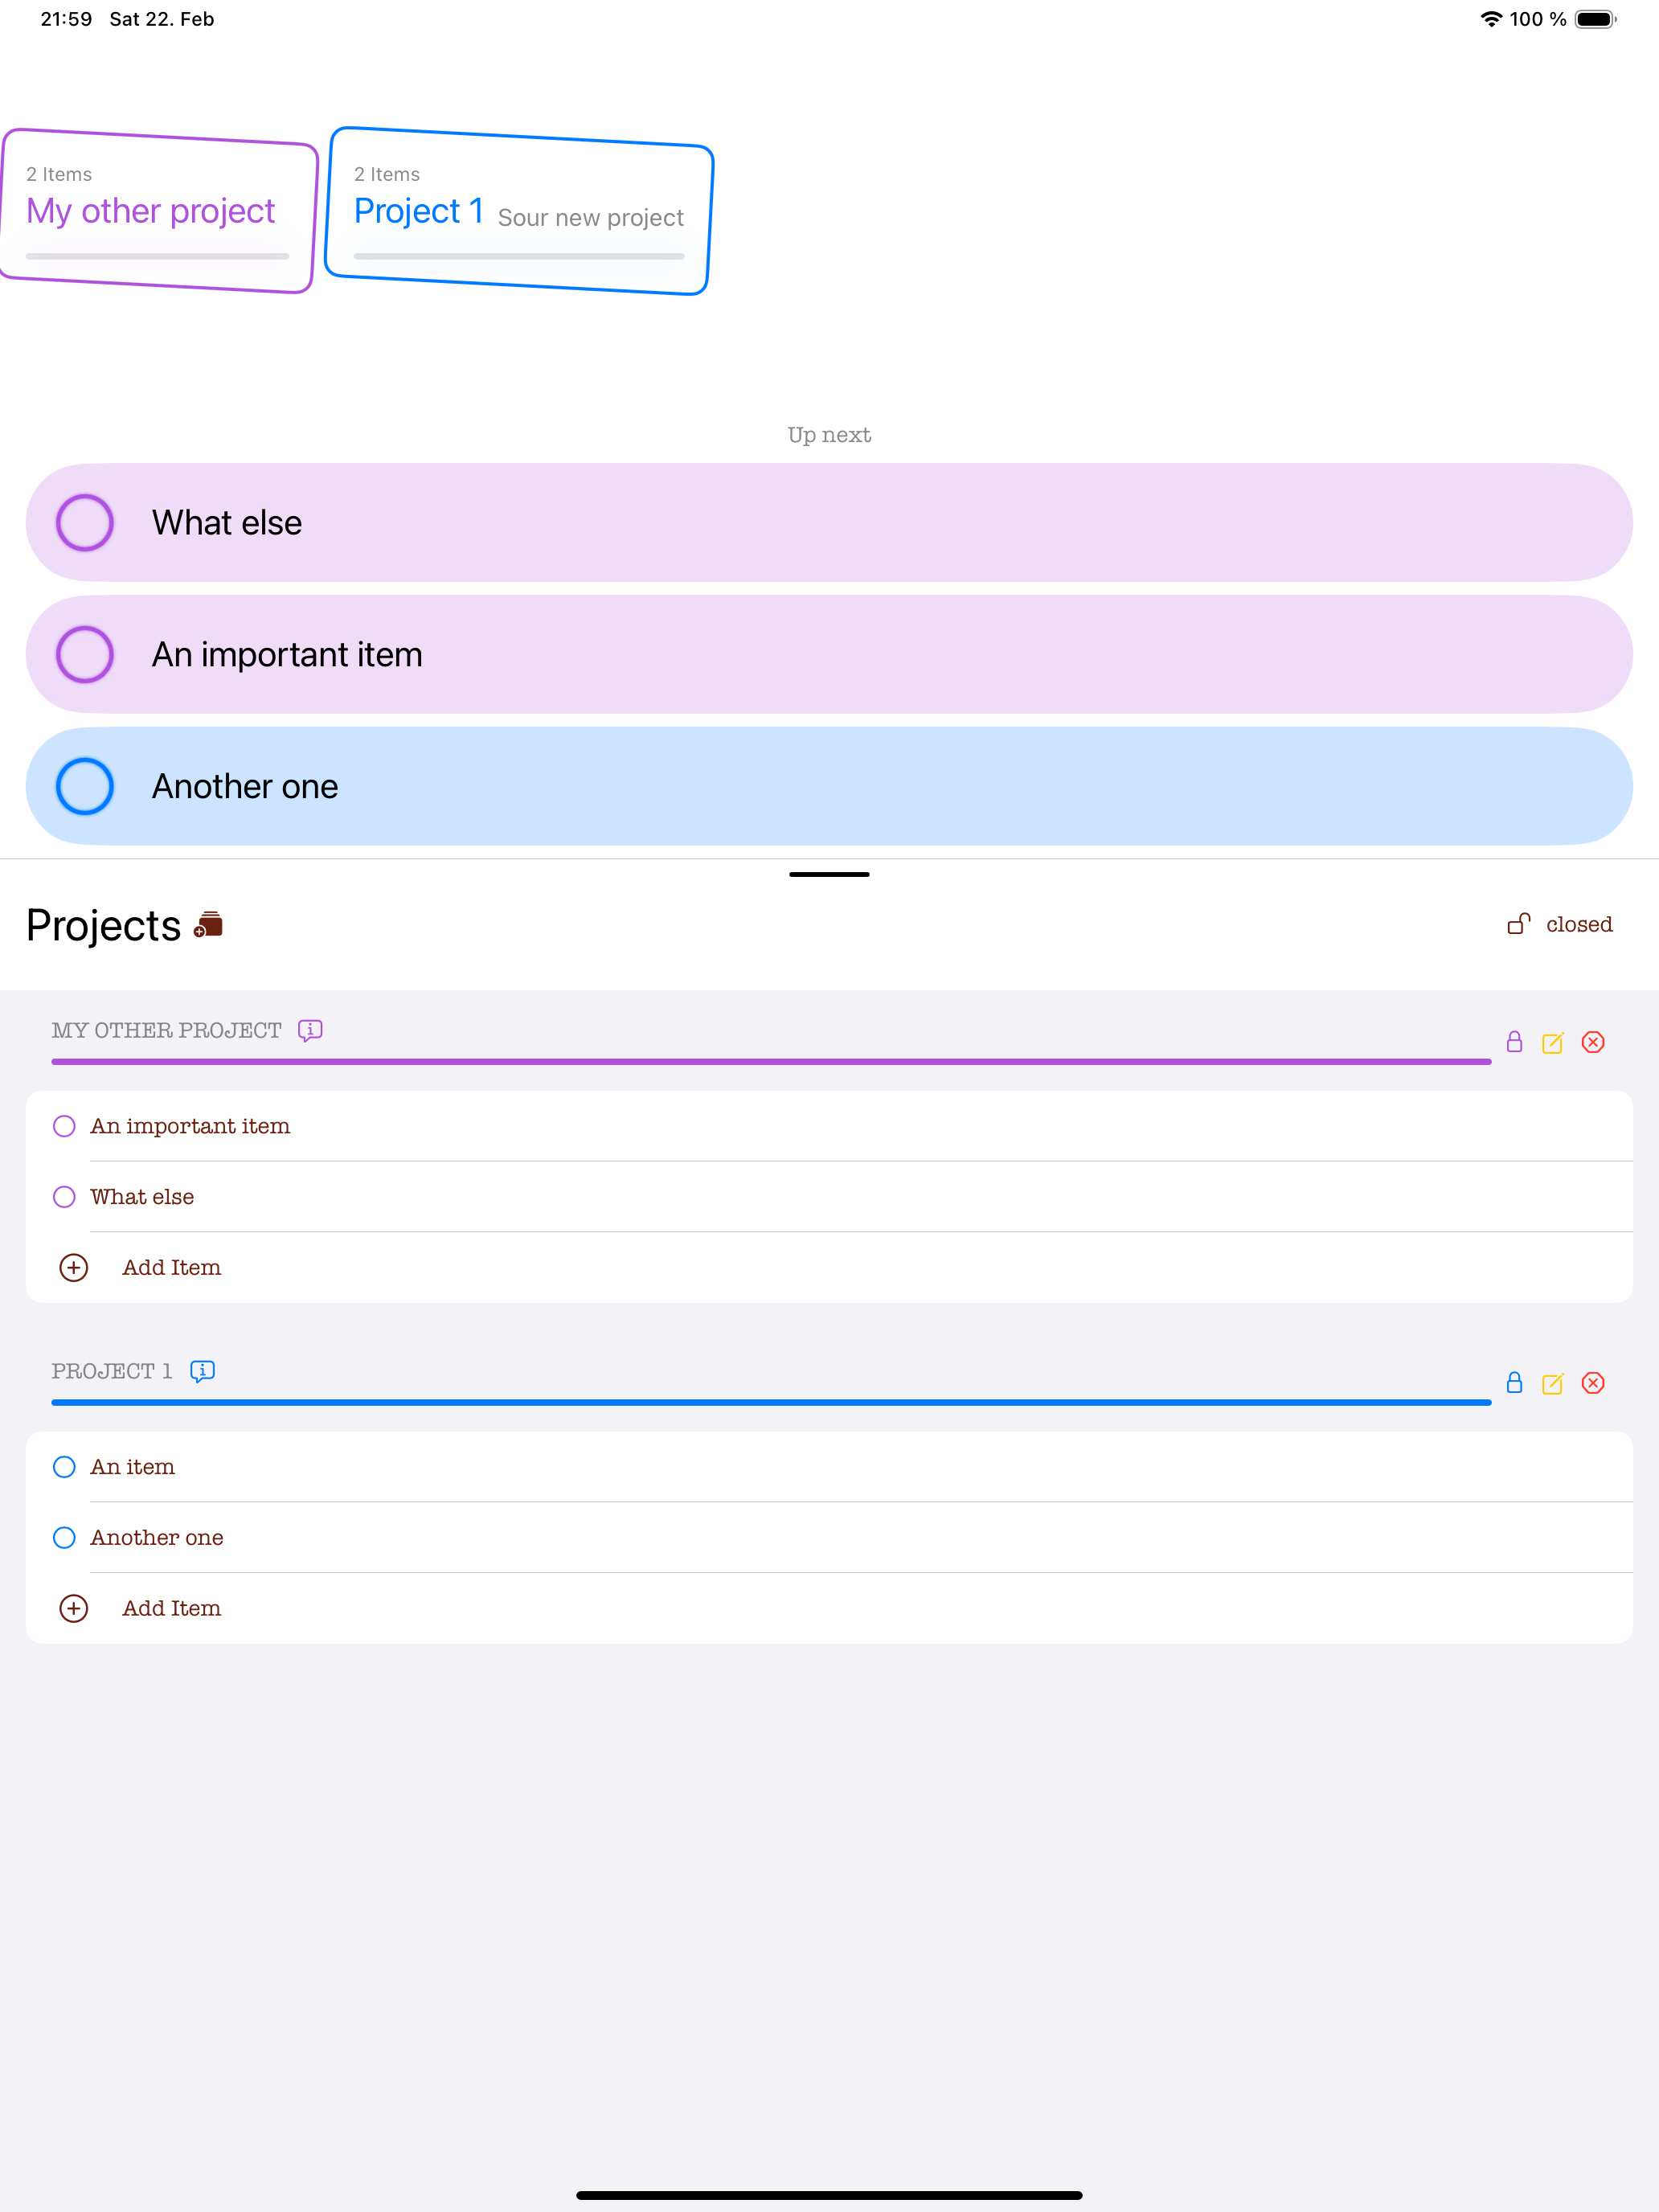 21:59 Sat 22. Feb 100 %
2 Items
My other project
2 Items
Project 1 Sour new project
Up next
What else
An important item
Another one
Projects closed
MY OTHER PROJECT
An important item
What else
Add Item
PROJECT 1
An item
Another one
Add Item